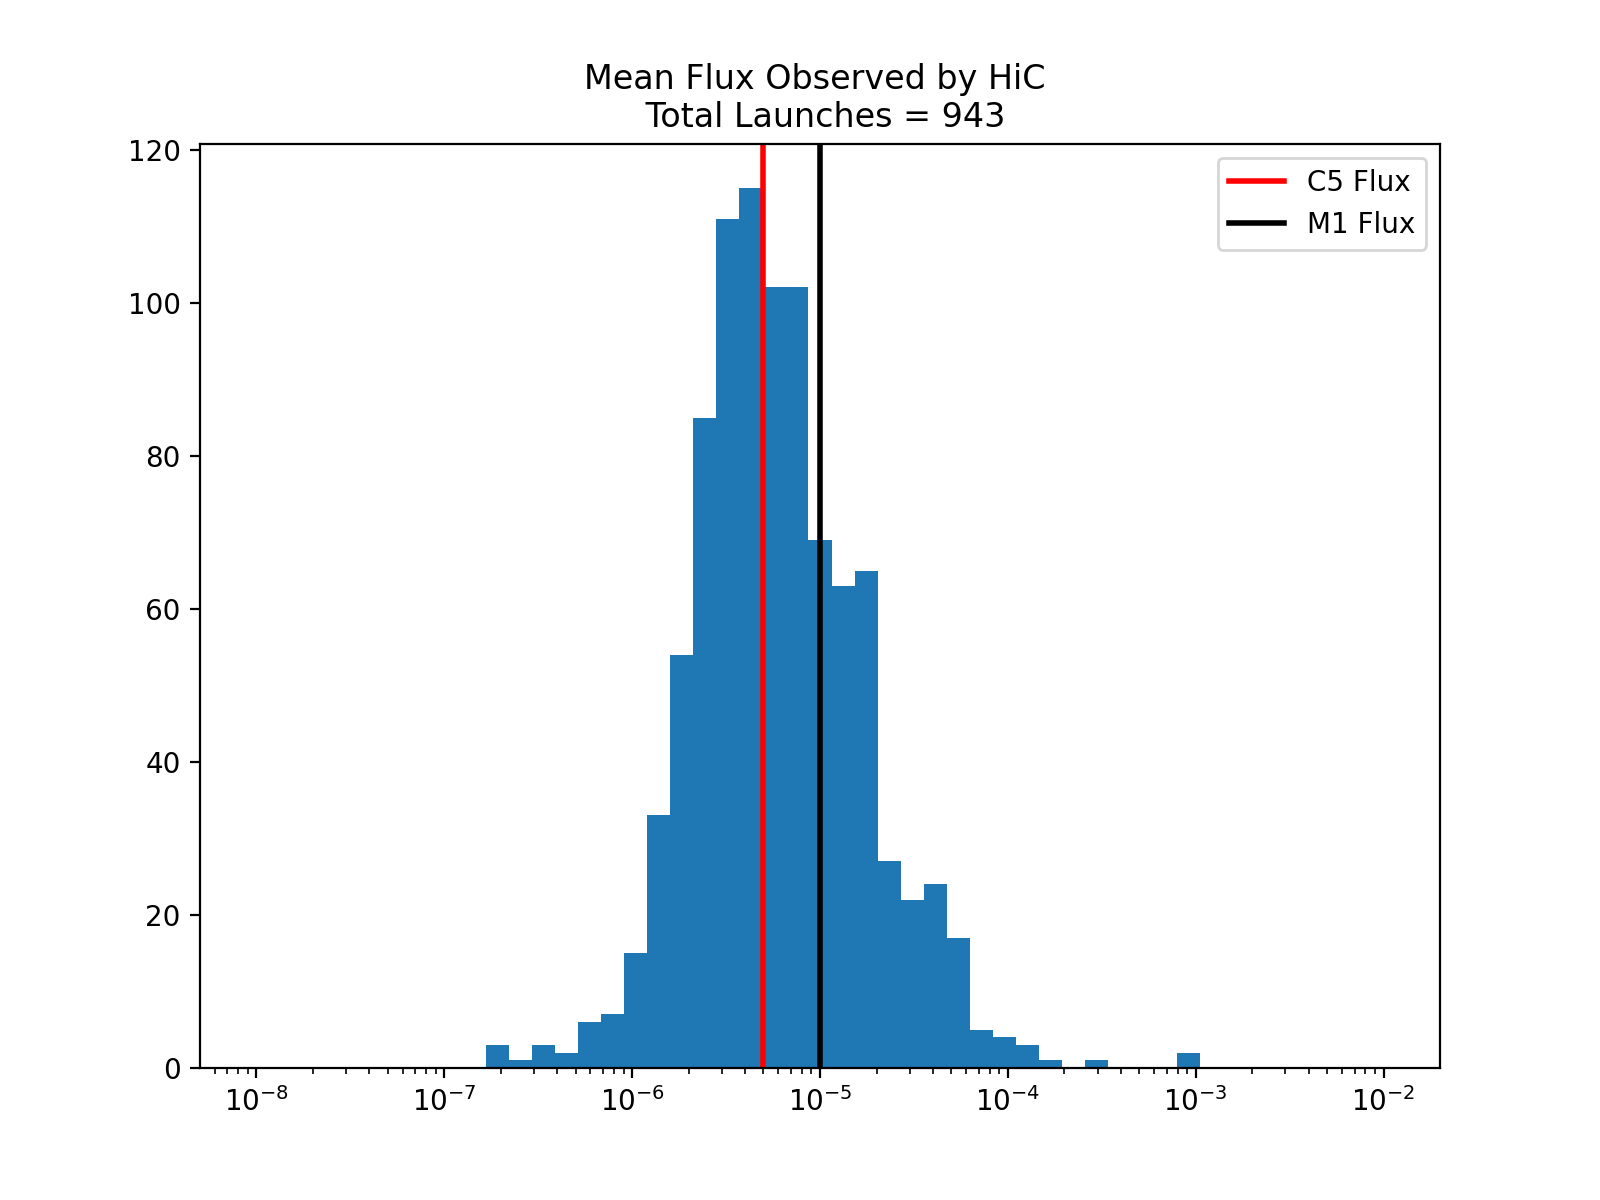 Mean Flux Observed by HiC
Total Launches = 943
C5 Flux
M1 Flux
120
100
80
60
40
20
0
10⁻⁸ 10⁻⁷ 10⁻⁶ 10⁻⁵ 10⁻⁴ 10⁻³ 10⁻²